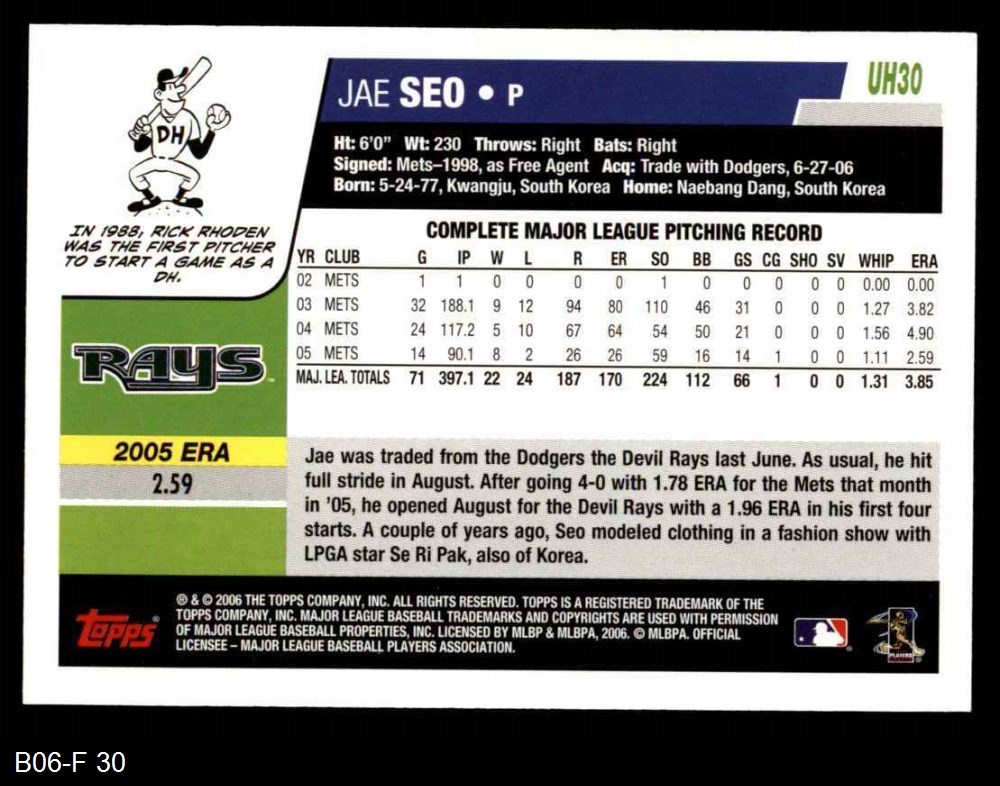 JAE SEO • P
UH30
Ht: 6'0" Wt: 230 Throws: Right Bats: Right
Signed: Mets–1998, as Free Agent Acq: Trade with Dodgers, 6-27-06
Born: 5-24-77, Kwangju, South Korea Home: Naebang Dang, South Korea
DH
IN 1988, RICK RHODEN
WAS THE FIRST PITCHER
TO START A GAME AS A
DH.
COMPLETE MAJOR LEAGUE PITCHING RECORD
YR CLUB G IP W L R ER SO BB GS CG SHO SV WHIP ERA
02 METS 1 1 0 0 0 0 1 0 0 0 0 0 0.00 0.00
03 METS 32 188.1 9 12 94 80 110 46 31 0 0 0 1.27 3.82
04 METS 24 117.2 5 10 67 64 54 50 21 0 0 0 1.56 4.90
05 METS 14 90.1 8 2 26 26 59 16 14 1 0 0 1.11 2.59
MAJ. LEA. TOTALS 71 397.1 22 24 187 170 224 112 66 1 0 0 1.31 3.85
RAYS
2005 ERA
2.59
Jae was traded from the Dodgers the Devil Rays last June. As usual, he hit
full stride in August. After going 4-0 with 1.78 ERA for the Mets that month
in '05, he opened August for the Devil Rays with a 1.96 ERA in his first four
starts. A couple of years ago, Seo modeled clothing in a fashion show with
LPGA star Se Ri Pak, also of Korea.
Topps
® & © 2006 THE TOPPS COMPANY, INC. ALL RIGHTS RESERVED. TOPPS IS A REGISTERED TRADEMARK OF THE
TOPPS COMPANY, INC. MAJOR LEAGUE BASEBALL TRADEMARKS AND COPYRIGHTS ARE USED WITH PERMISSION
OF MAJOR LEAGUE BASEBALL PROPERTIES, INC. LICENSED BY MLBP & MLBPA, 2006. © MLBPA. OFFICIAL
LICENSEE – MAJOR LEAGUE BASEBALL PLAYERS ASSOCIATION.
PLAYERS
B06-F 30